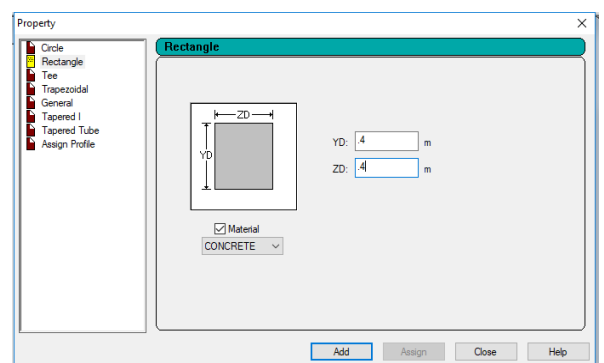 Property
Circle
Rectangle
Tee
Trapezoidal
General
Tapered I
Tapered Tube
Assign Profile
Rectangle
ZD
YD
YD: .4 m
ZD: .4 m
Material
CONCRETE
Add Assign Close Help